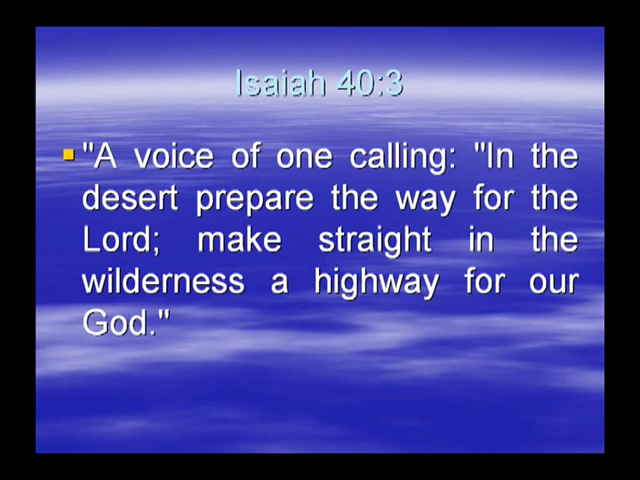 Isaiah 40:3
"A voice of one calling: "In the
desert prepare the way for the
Lord; make straight in the
wilderness a highway for our
God."